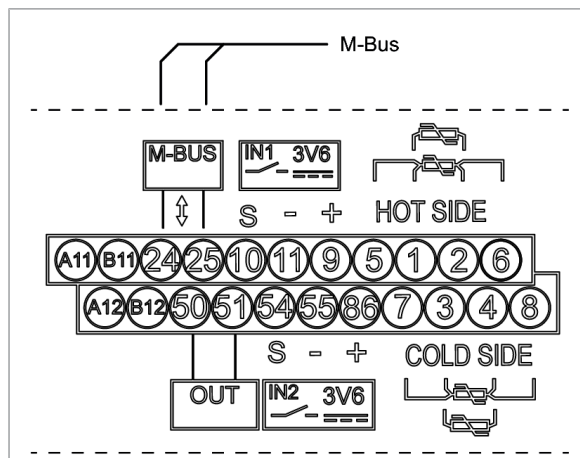 M-Bus
M-BUS IN1 3V6
S - + HOT SIDE
A11 B11 24 25 10 11 9 5 1 2 6
A12 B12 50 51 54 55 86 7 3 4 8
S - + COLD SIDE
OUT IN2 3V6